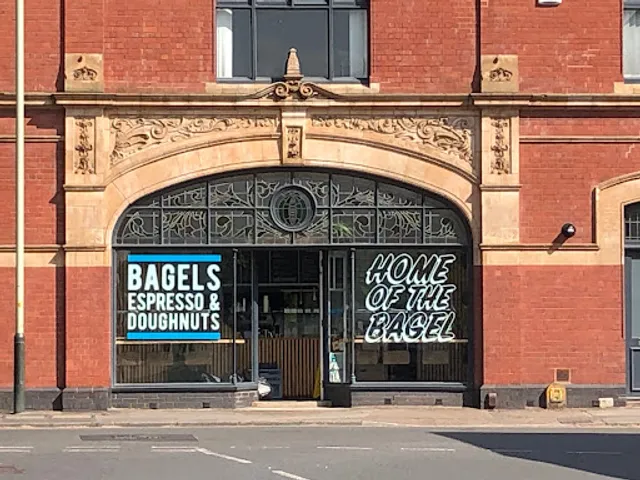 BAGELS
ESPRESSO &
DOUGHNUTS
HOME
OF THE
BAGEL